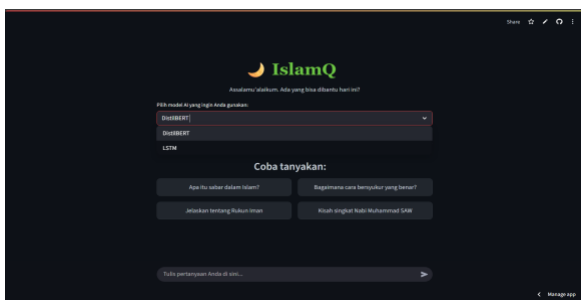 Share
IslamQ
Assalamu'alaikum. Ada yang bisa dibantu hari ini?
Pilih model AI yang ingin Anda gunakan:
DistilBERT
DistilBERT
LSTM
Coba tanyakan:
Apa itu sabar dalam Islam?
Bagaimana cara bersyukur yang benar?
Jelaskan tentang Rukun Iman
Kisah singkat Nabi Muhammad SAW
Tulis pertanyaan Anda di sini...
Manage app